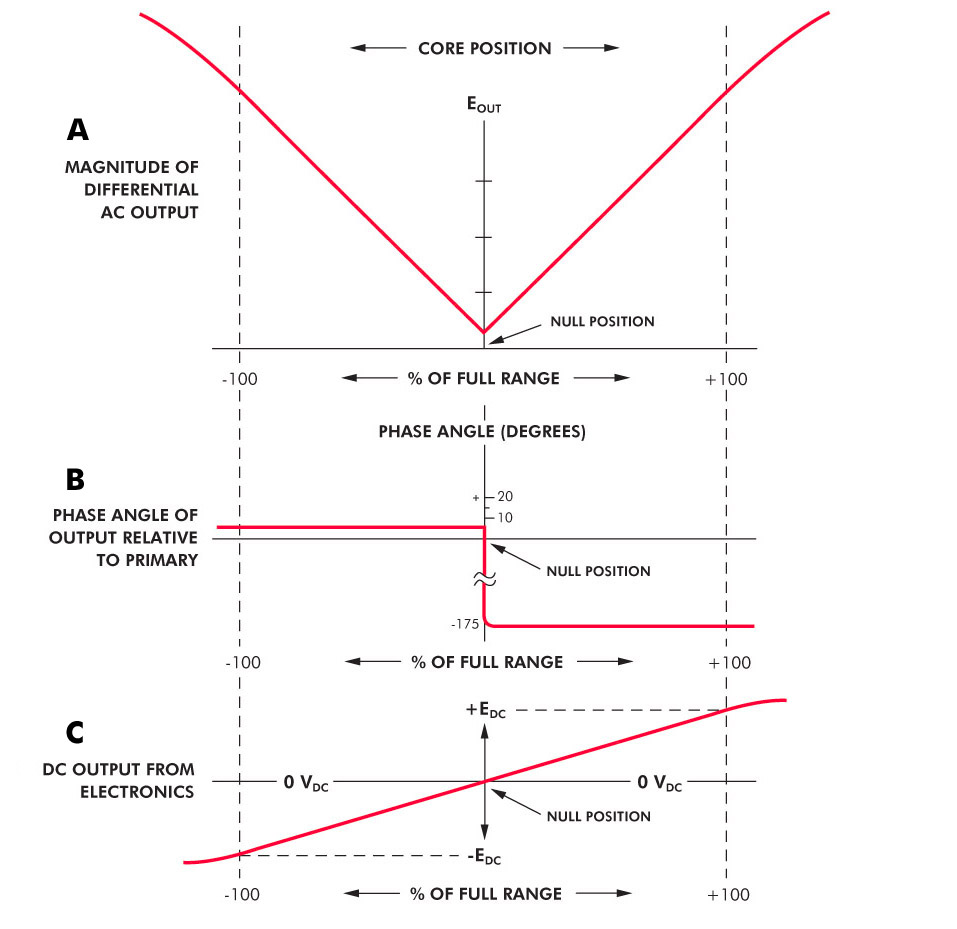 CORE POSITION
E OUT
A
MAGNITUDE OF
DIFFERENTIAL
AC OUTPUT
NULL POSITION
-100
% OF FULL RANGE
+100
PHASE ANGLE (DEGREES)
B
+ 20
10
PHASE ANGLE OF
OUTPUT RELATIVE
TO PRIMARY
NULL POSITION
-175
-100
% OF FULL RANGE
+100
C
+EDC
DC OUTPUT FROM
ELECTRONICS
0 VDC
0 VDC
NULL POSITION
-EDC
-100
% OF FULL RANGE
+100